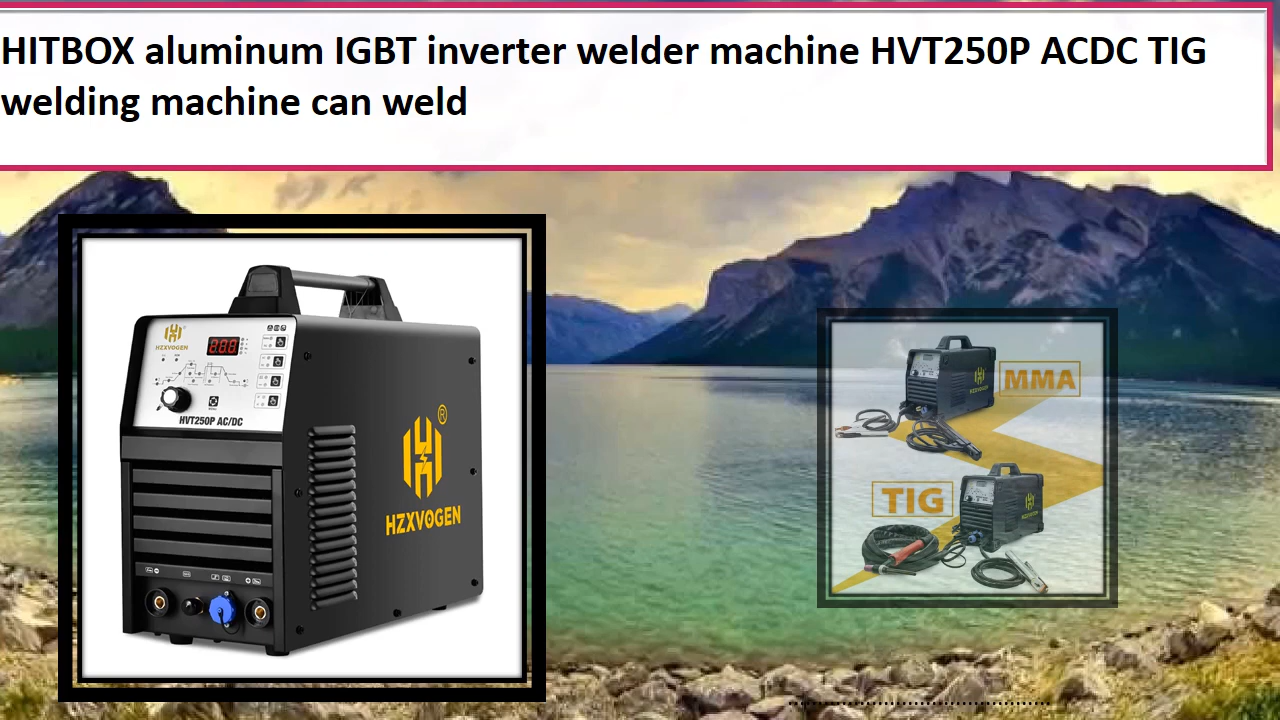 HITBOX aluminum IGBT inverter welder machine HVT250P ACDC TIG
welding machine can weld
HZXVOGEN
HVT250P AC/DC
®
HZXVOGEN
MMA
TIG